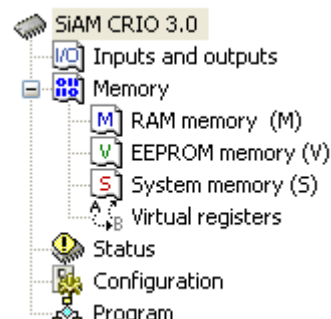 SiAM CRIO 3.0
I/O Inputs and outputs
Memory
M RAM memory (M)
V EEPROM memory (V)
S System memory (S)
A B Virtual registers
Status
Configuration
Program